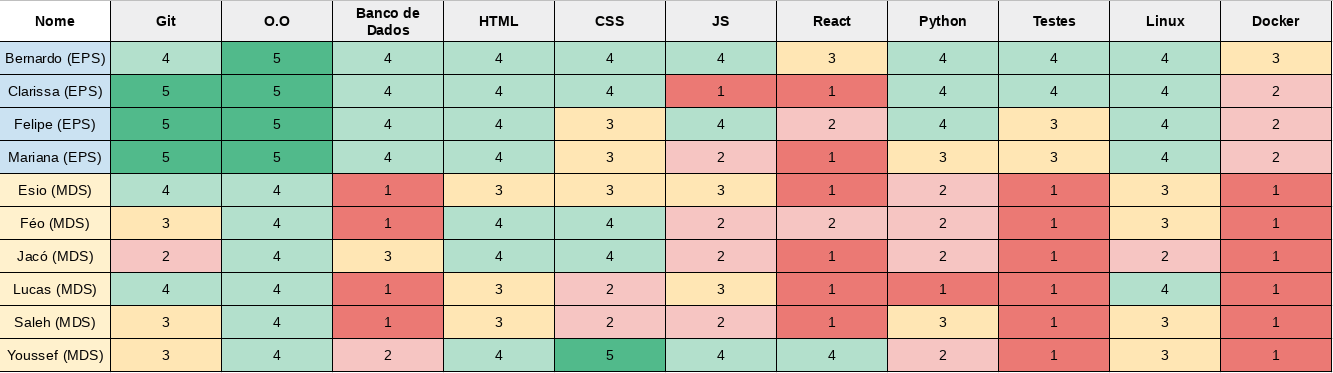 Nome Git O.O Banco de Dados HTML CSS JS React Python Testes Linux Docker
Bernardo (EPS) 4 5 4 4 4 4 3 4 4 4 3
Clarissa (EPS) 5 5 4 4 4 1 1 4 4 4 2
Felipe (EPS) 5 5 4 4 3 4 2 4 3 4 2
Mariana (EPS) 5 5 4 4 3 2 1 3 3 4 2
Esio (MDS) 4 4 1 3 3 3 1 2 1 3 1
Féo (MDS) 3 4 1 4 4 2 2 2 1 3 1
Jacó (MDS) 2 4 3 4 4 2 1 2 1 2 1
Lucas (MDS) 4 4 1 3 2 3 1 1 1 4 1
Saleh (MDS) 3 4 1 3 2 2 1 3 1 3 1
Youssef (MDS) 3 4 2 4 5 4 4 2 1 3 1